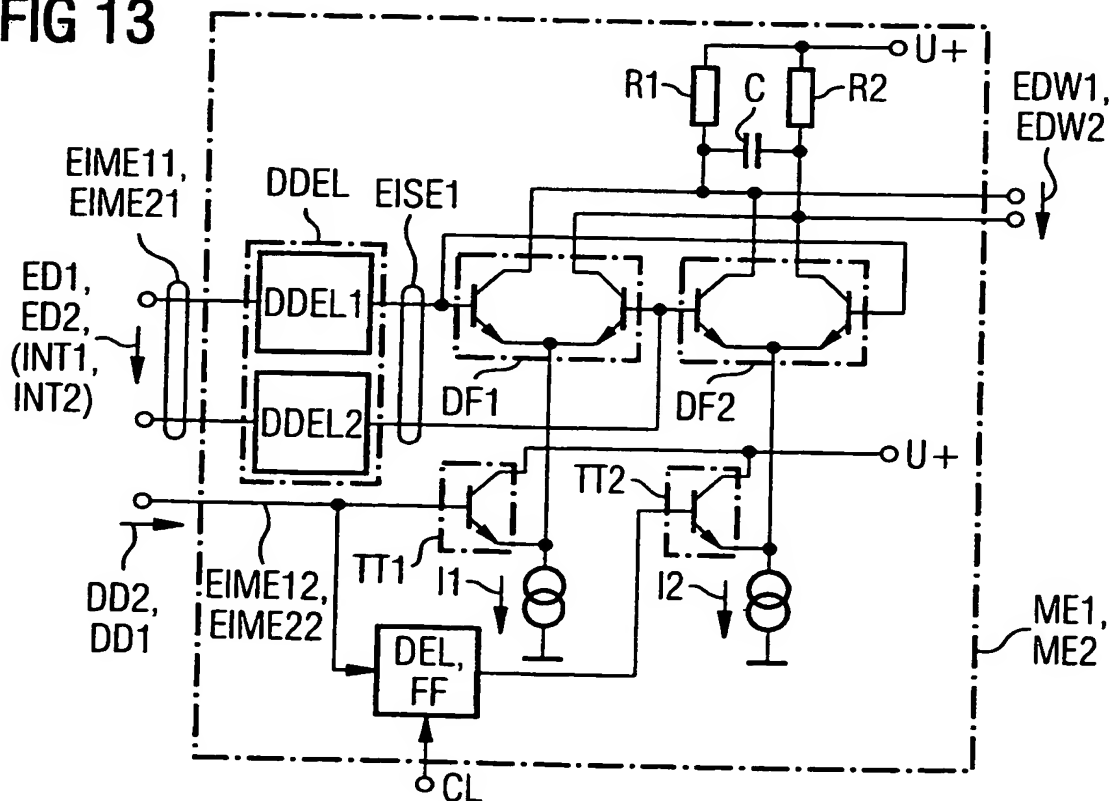 FIG 13
U+
R1
C
R2
EDW1,
EDW2
EIME11,
EIME21
DDEL
EISE1
ED1,
ED2,
(INT1,
INT2)
DDEL1
DDEL2
DF1
DF2
U+
TT2
TT1
I1
I2
DD2,
DD1
EIME12,
EIME22
DEL,
FF
ME1,
ME2
CL